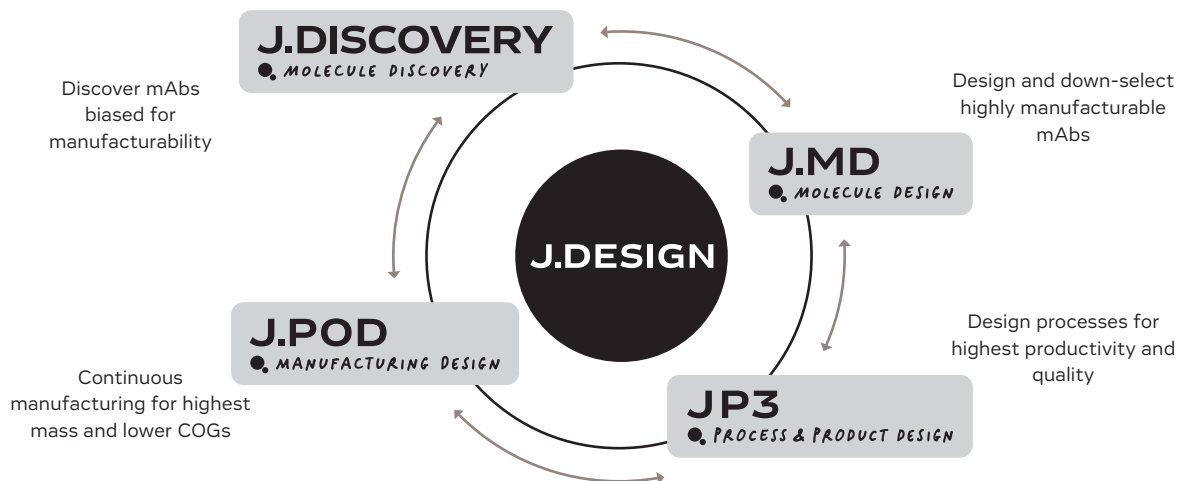 J.DISCOVERY
MOLECULE DISCOVERY
Discover mAbs
biased for
manufacturability
Design and down-select
highly manufacturable
mAbs
J.MD
MOLECULE DESIGN
J.DESIGN
J.POD
MANUFACTURING DESIGN
Design processes for
highest productivity and
quality
Continuous
manufacturing for highest
mass and lower COGs
JP3
PROCESS & PRODUCT DESIGN